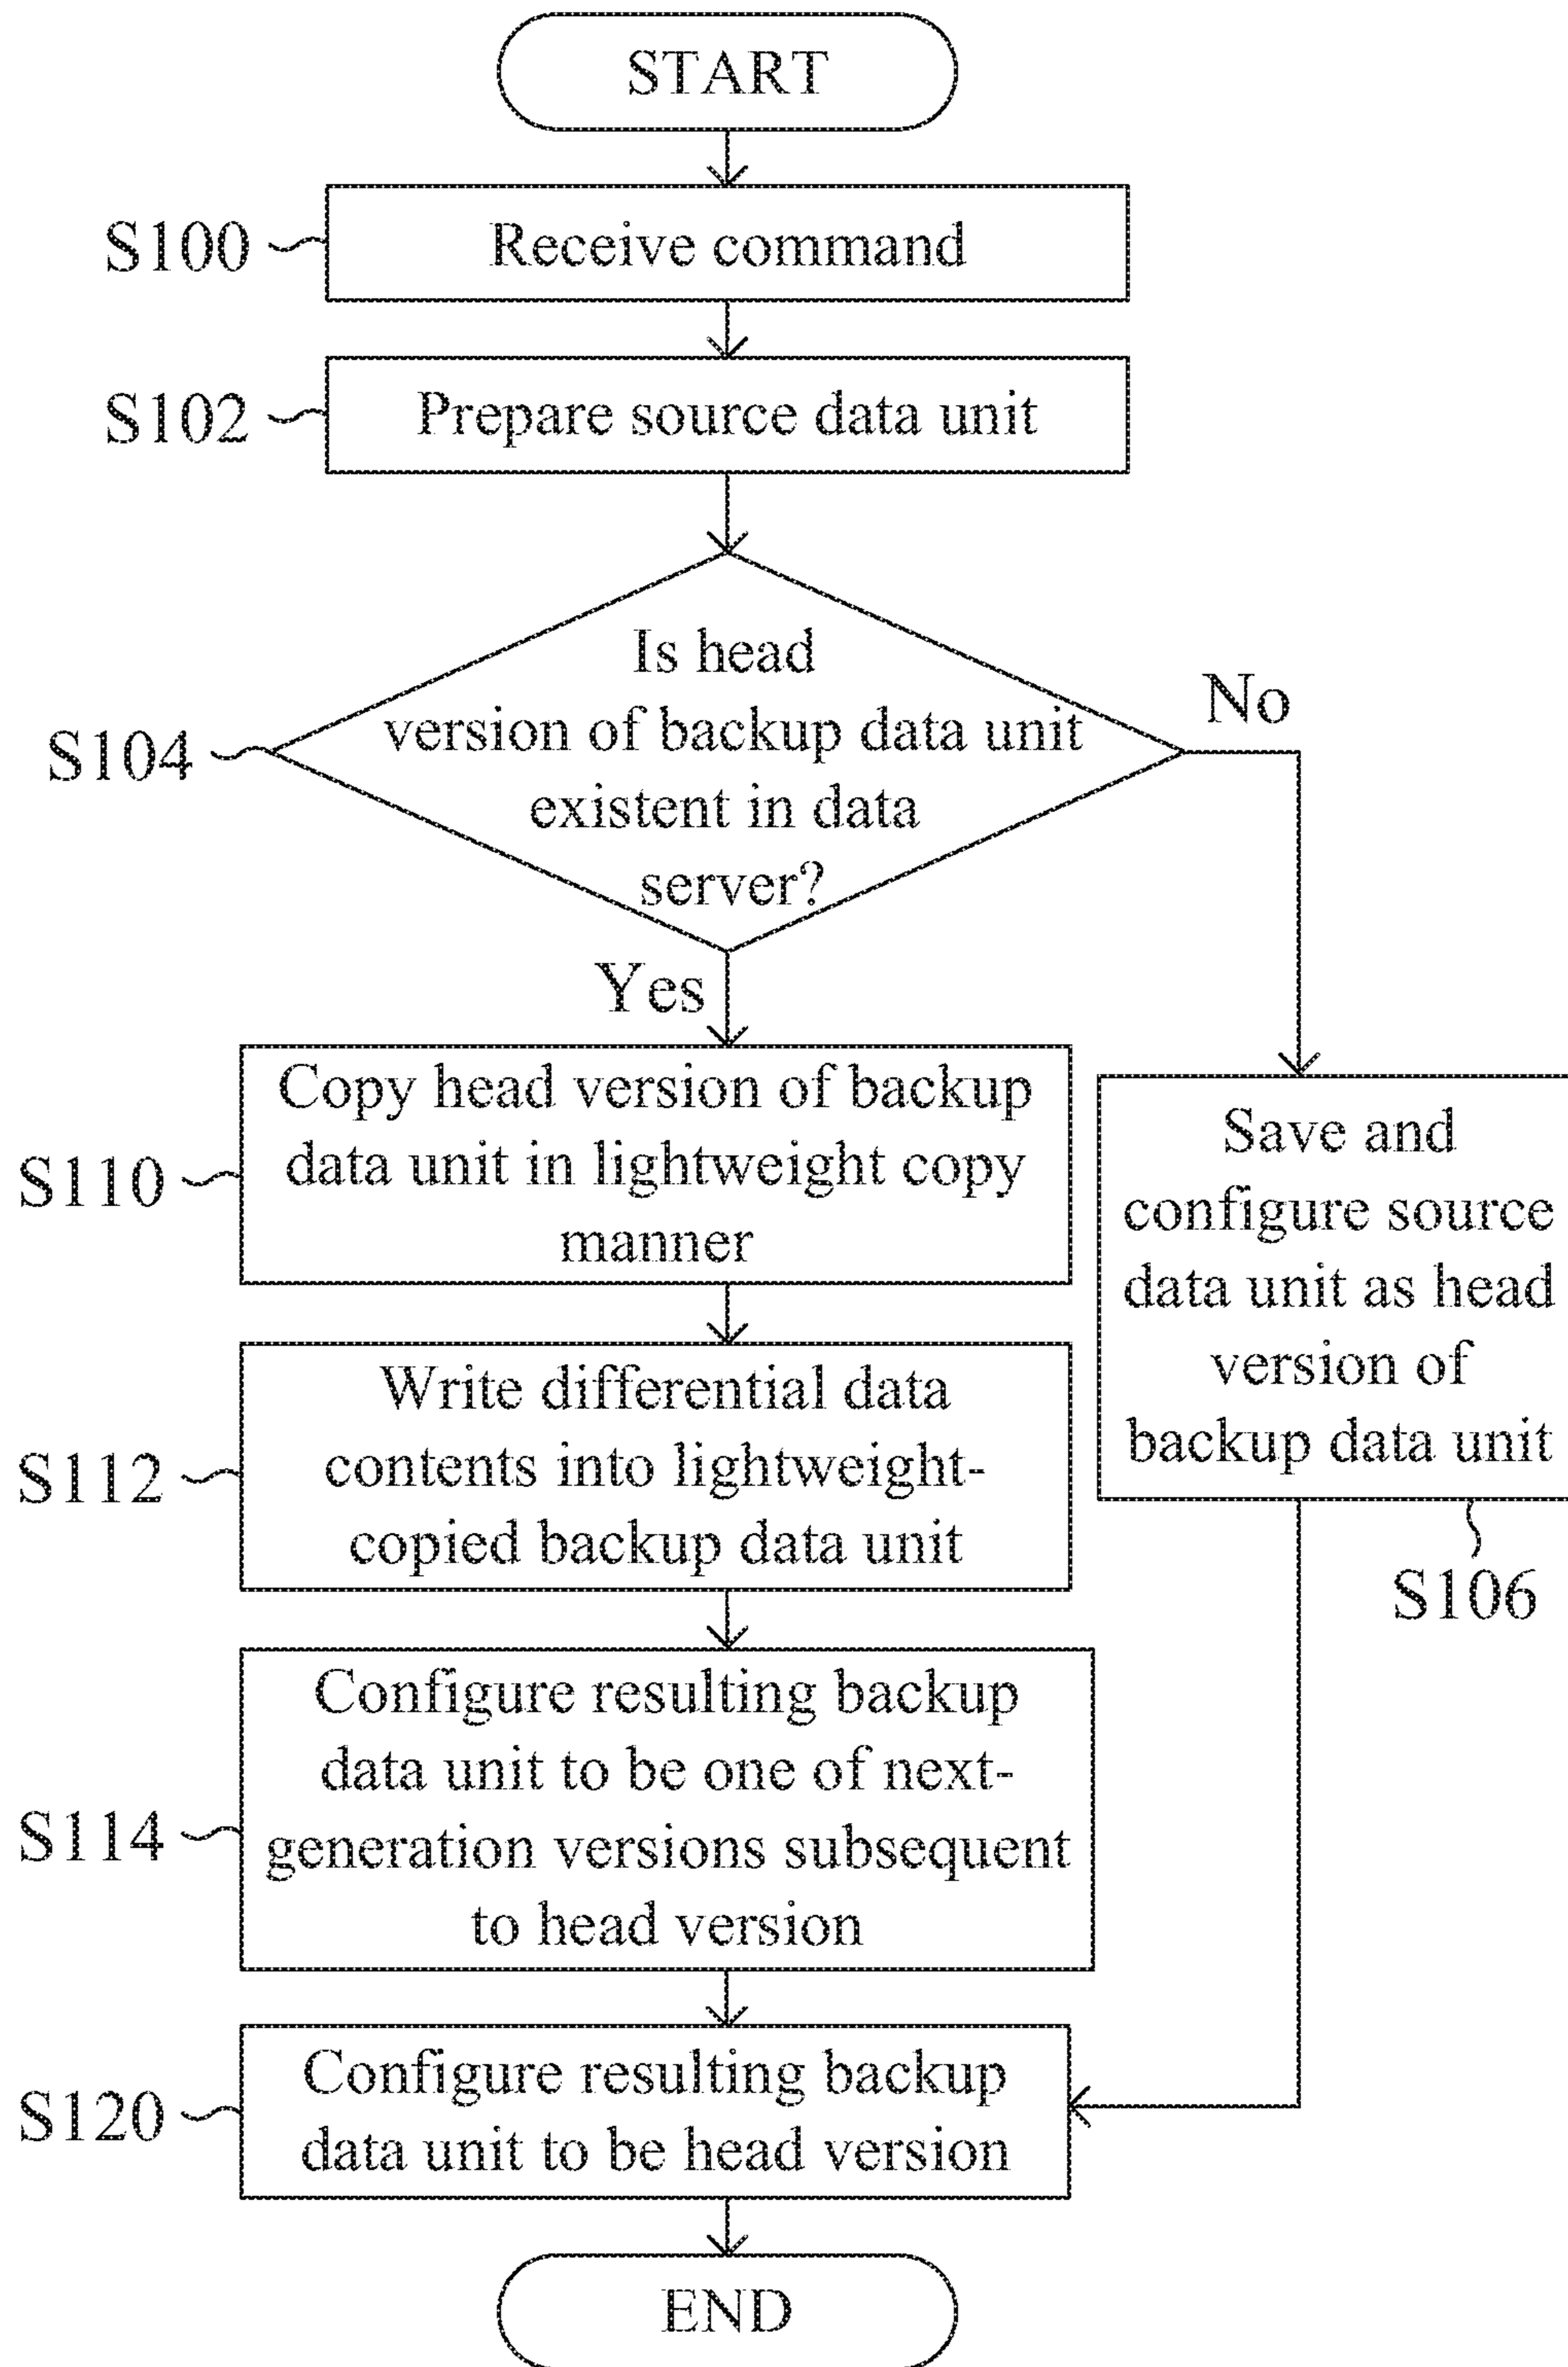 START
S100
Receive command
S102
Prepare source data unit
S104
Is head
version of backup data unit
existent in data
server?
No
Yes
S110
Copy head version of backup
data unit in lightweight copy
manner
Save and
configure source
data unit as head
version of
backup data unit
S106
S112
Write differential data
contents into lightweight-
copied backup data unit
S114
Configure resulting backup
data unit to be one of next-
generation versions subsequent
to head version
S120
Configure resulting backup
data unit to be head version
END